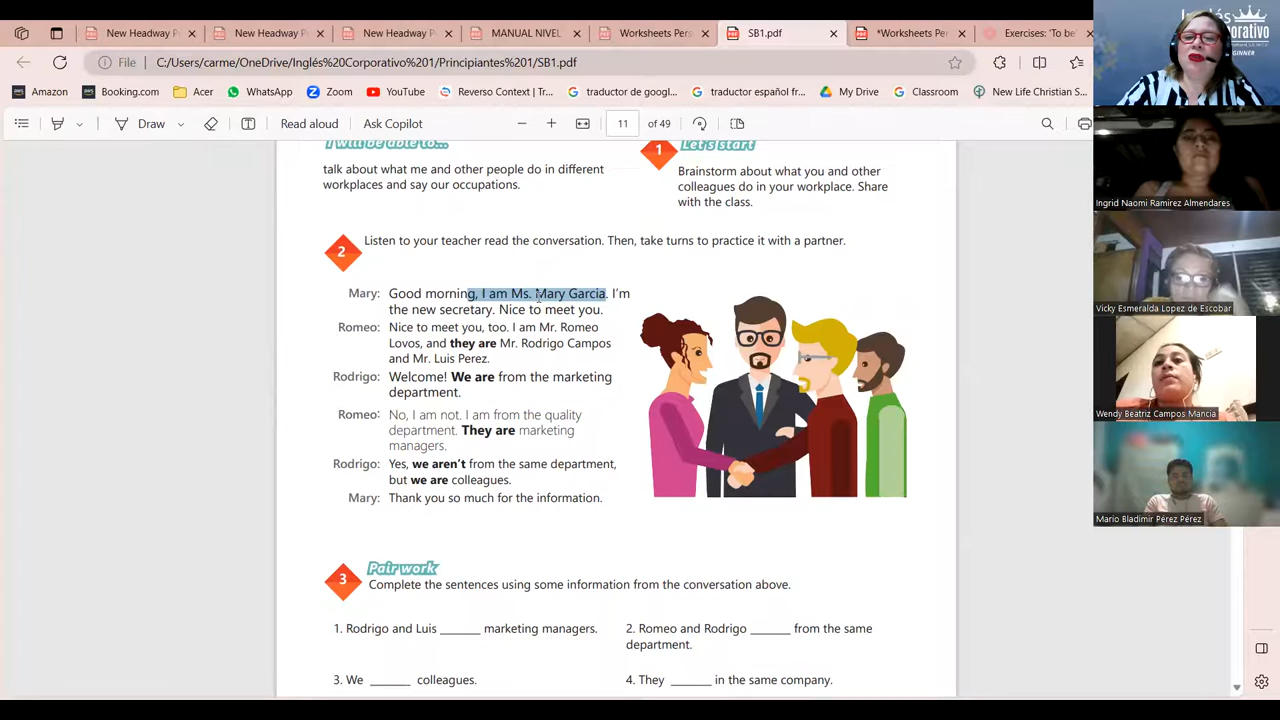 New Headway P
New Headway P
New Headway P
MANUAL NIVEL
Worksheets Pers
SB1.pdf
*Worksheets Per
Exercises: 'To be'
File
C:/Users/carme/OneDrive/Inglés%20Corporativo%201/Principiantes%201/SB1.pdf
Amazon
Booking.com
Acer
WhatsApp
Zoom
YouTube
Reverso Context | Tr...
traductor de googl...
traductor español fr...
My Drive
Classroom
New Life Christian S...
Draw
Read aloud
Ask Copilot
11
of 49
I will be able to...
talk about what me and other people do in different
workplaces and say our occupations.
1
Let's start
Brainstorm about what you and other
colleagues do in your workplace. Share
with the class.
2
Listen to your teacher read the conversation. Then, take turns to practice it with a partner.
Mary: Good morning, I am Ms. Mary Garcia. I'm
the new secretary. Nice to meet you.
Romeo: Nice to meet you, too. I am Mr. Romeo
Lovos, and they are Mr. Rodrigo Campos
and Mr. Luis Perez.
Rodrigo: Welcome! We are from the marketing
department.
Romeo: No, I am not. I am from the quality
department. They are marketing
managers.
Rodrigo: Yes, we aren't from the same department,
but we are colleagues.
Mary: Thank you so much for the information.
3
Pair work
Complete the sentences using some information from the conversation above.
1. Rodrigo and Luis ______ marketing managers.
2. Romeo and Rodrigo ______ from the same
department.
3. We ______ colleagues.
4. They ______ in the same company.
Ingrid Naomi Ramirez Almendares
Vicky Esmeralda Lopez de Escobar
Wendy Beatriz Campos Mancia
Mario Bladimir Pérez Pérez